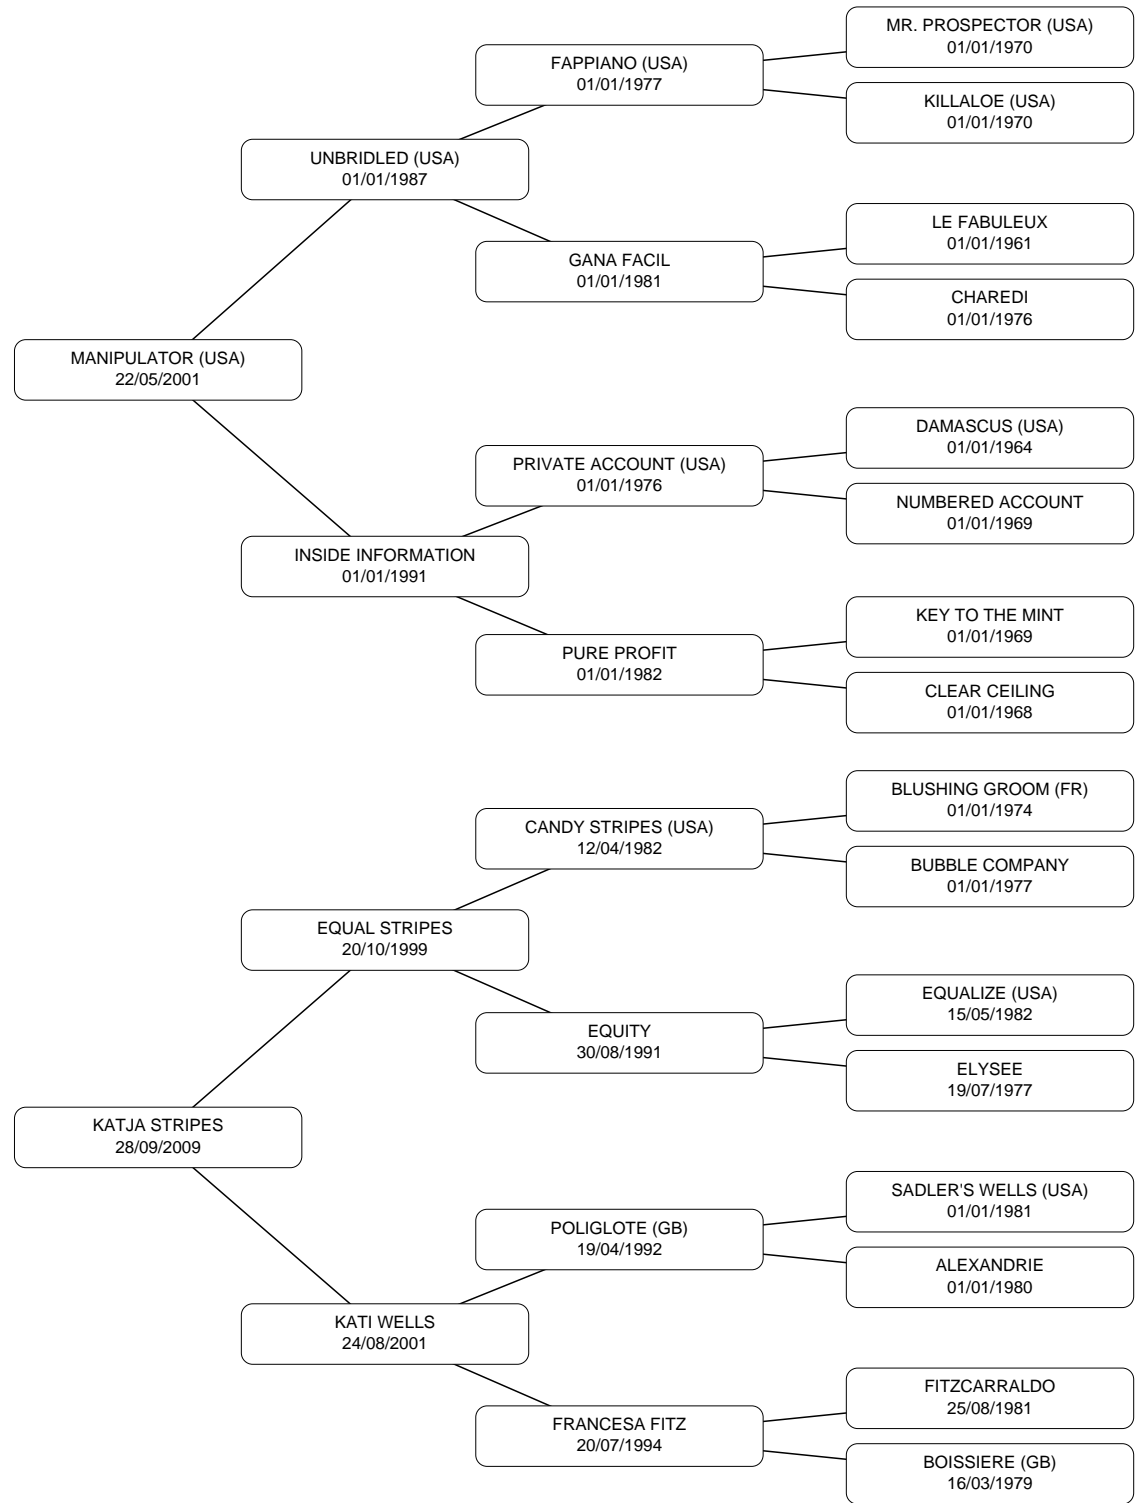 MR. PROSPECTOR (USA)
01/01/1970
FAPPIANO (USA)
01/01/1977
KILLALOE (USA)
01/01/1970
UNBRIDLED (USA)
01/01/1987
LE FABULEUX
01/01/1961
GANA FACIL
01/01/1981
CHAREDI
01/01/1976
MANIPULATOR (USA)
22/05/2001
DAMASCUS (USA)
01/01/1964
PRIVATE ACCOUNT (USA)
01/01/1976
NUMBERED ACCOUNT
01/01/1969
INSIDE INFORMATION
01/01/1991
KEY TO THE MINT
01/01/1969
PURE PROFIT
01/01/1982
CLEAR CEILING
01/01/1968
BLUSHING GROOM (FR)
01/01/1974
CANDY STRIPES (USA)
12/04/1982
BUBBLE COMPANY
01/01/1977
EQUAL STRIPES
20/10/1999
EQUALIZE (USA)
15/05/1982
EQUITY
30/08/1991
ELYSEE
19/07/1977
KATJA STRIPES
28/09/2009
SADLER'S WELLS (USA)
01/01/1981
POLIGLOTE (GB)
19/04/1992
ALEXANDRIE
01/01/1980
KATI WELLS
24/08/2001
FITZCARRALDO
25/08/1981
FRANCESA FITZ
20/07/1994
BOISSIERE (GB)
16/03/1979